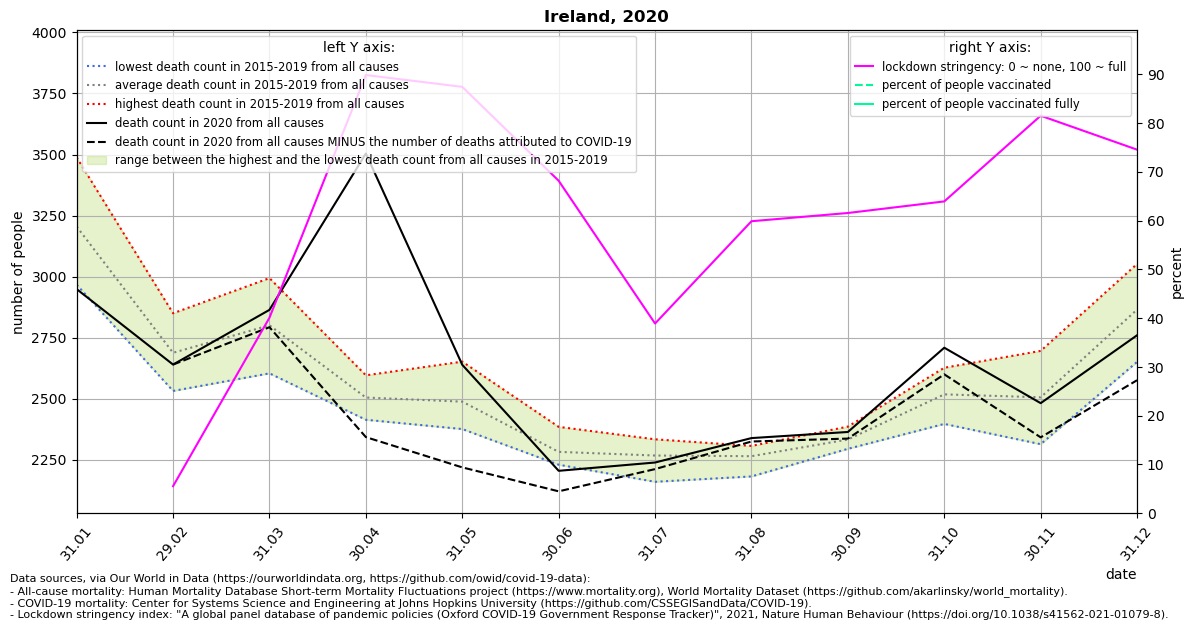 Ireland, 2020
left Y axis:
lowest death count in 2015-2019 from all causes
average death count in 2015-2019 from all causes
highest death count in 2015-2019 from all causes
death count in 2020 from all causes
death count in 2020 from all causes MINUS the number of deaths attributed to COVID-19
range between the highest and the lowest death count from all causes in 2015-2019
right Y axis:
lockdown stringency: 0 ~ none, 100 ~ full
percent of people vaccinated
percent of people vaccinated fully
number of people
4000
3750
3500
3250
3000
2750
2500
2250
percent
90
80
70
60
50
40
30
20
10
0
31.01
29.02
31.03
30.04
31.05
30.06
31.07
31.08
30.09
31.10
30.11
31.12
date
Data sources, via Our World in Data (https://ourworldindata.org, https://github.com/owid/covid-19-data):
- All-cause mortality: Human Mortality Database Short-term Mortality Fluctuations project (https://www.mortality.org), World Mortality Dataset (https://github.com/akarlinsky/world_mortality).
- COVID-19 mortality: Center for Systems Science and Engineering at Johns Hopkins University (https://github.com/CSSEGISandData/COVID-19).
- Lockdown stringency index: "A global panel database of pandemic policies (Oxford COVID-19 Government Response Tracker)", 2021, Nature Human Behaviour (https://doi.org/10.1038/s41562-021-01079-8).